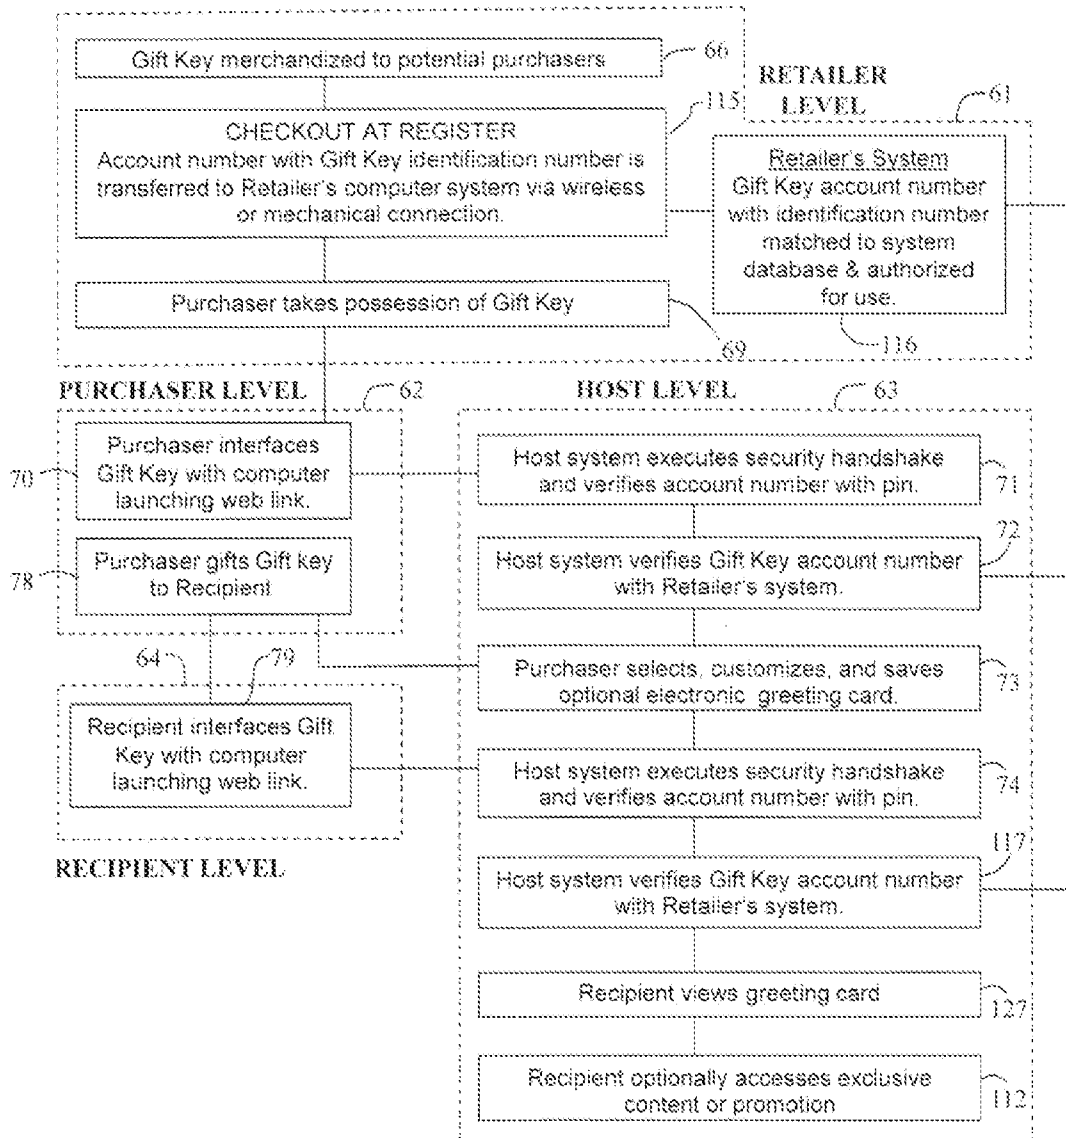 Gift Key merchandized to potential purchasers
66
RETAILER
LEVEL
115
61
CHECKOUT AT REGISTER
Account number with Gift Key identification number is
transferred to Retailer's computer system via wireless
or mechanical connection.
Retailer's System
Gift Key account number
with identification number
matched to system
database & authorized
for use.
Purchaser takes possession of Gift Key
69
116
PURCHASER LEVEL
62
HOST LEVEL
63
Purchaser interfaces
Gift Key with computer
launching web link.
70
Host system executes security handshake
and verifies account number with pin.
71
Purchaser gifts Gift key
to Recipient
78
72
Host system verifies Gift Key account number
with Retailer's system.
64
79
Purchaser selects, customizes, and saves
optional electronic greeting card.
73
Recipient interfaces Gift
Key with computer
launching web link.
Host system executes security handshake
and verifies account number with pin.
74
RECIPIENT LEVEL
117
Host system verifies Gift Key account number
with Retailer's system.
Recipient views greeting card
127
Recipient optionally accesses exclusive
content or promotion
112